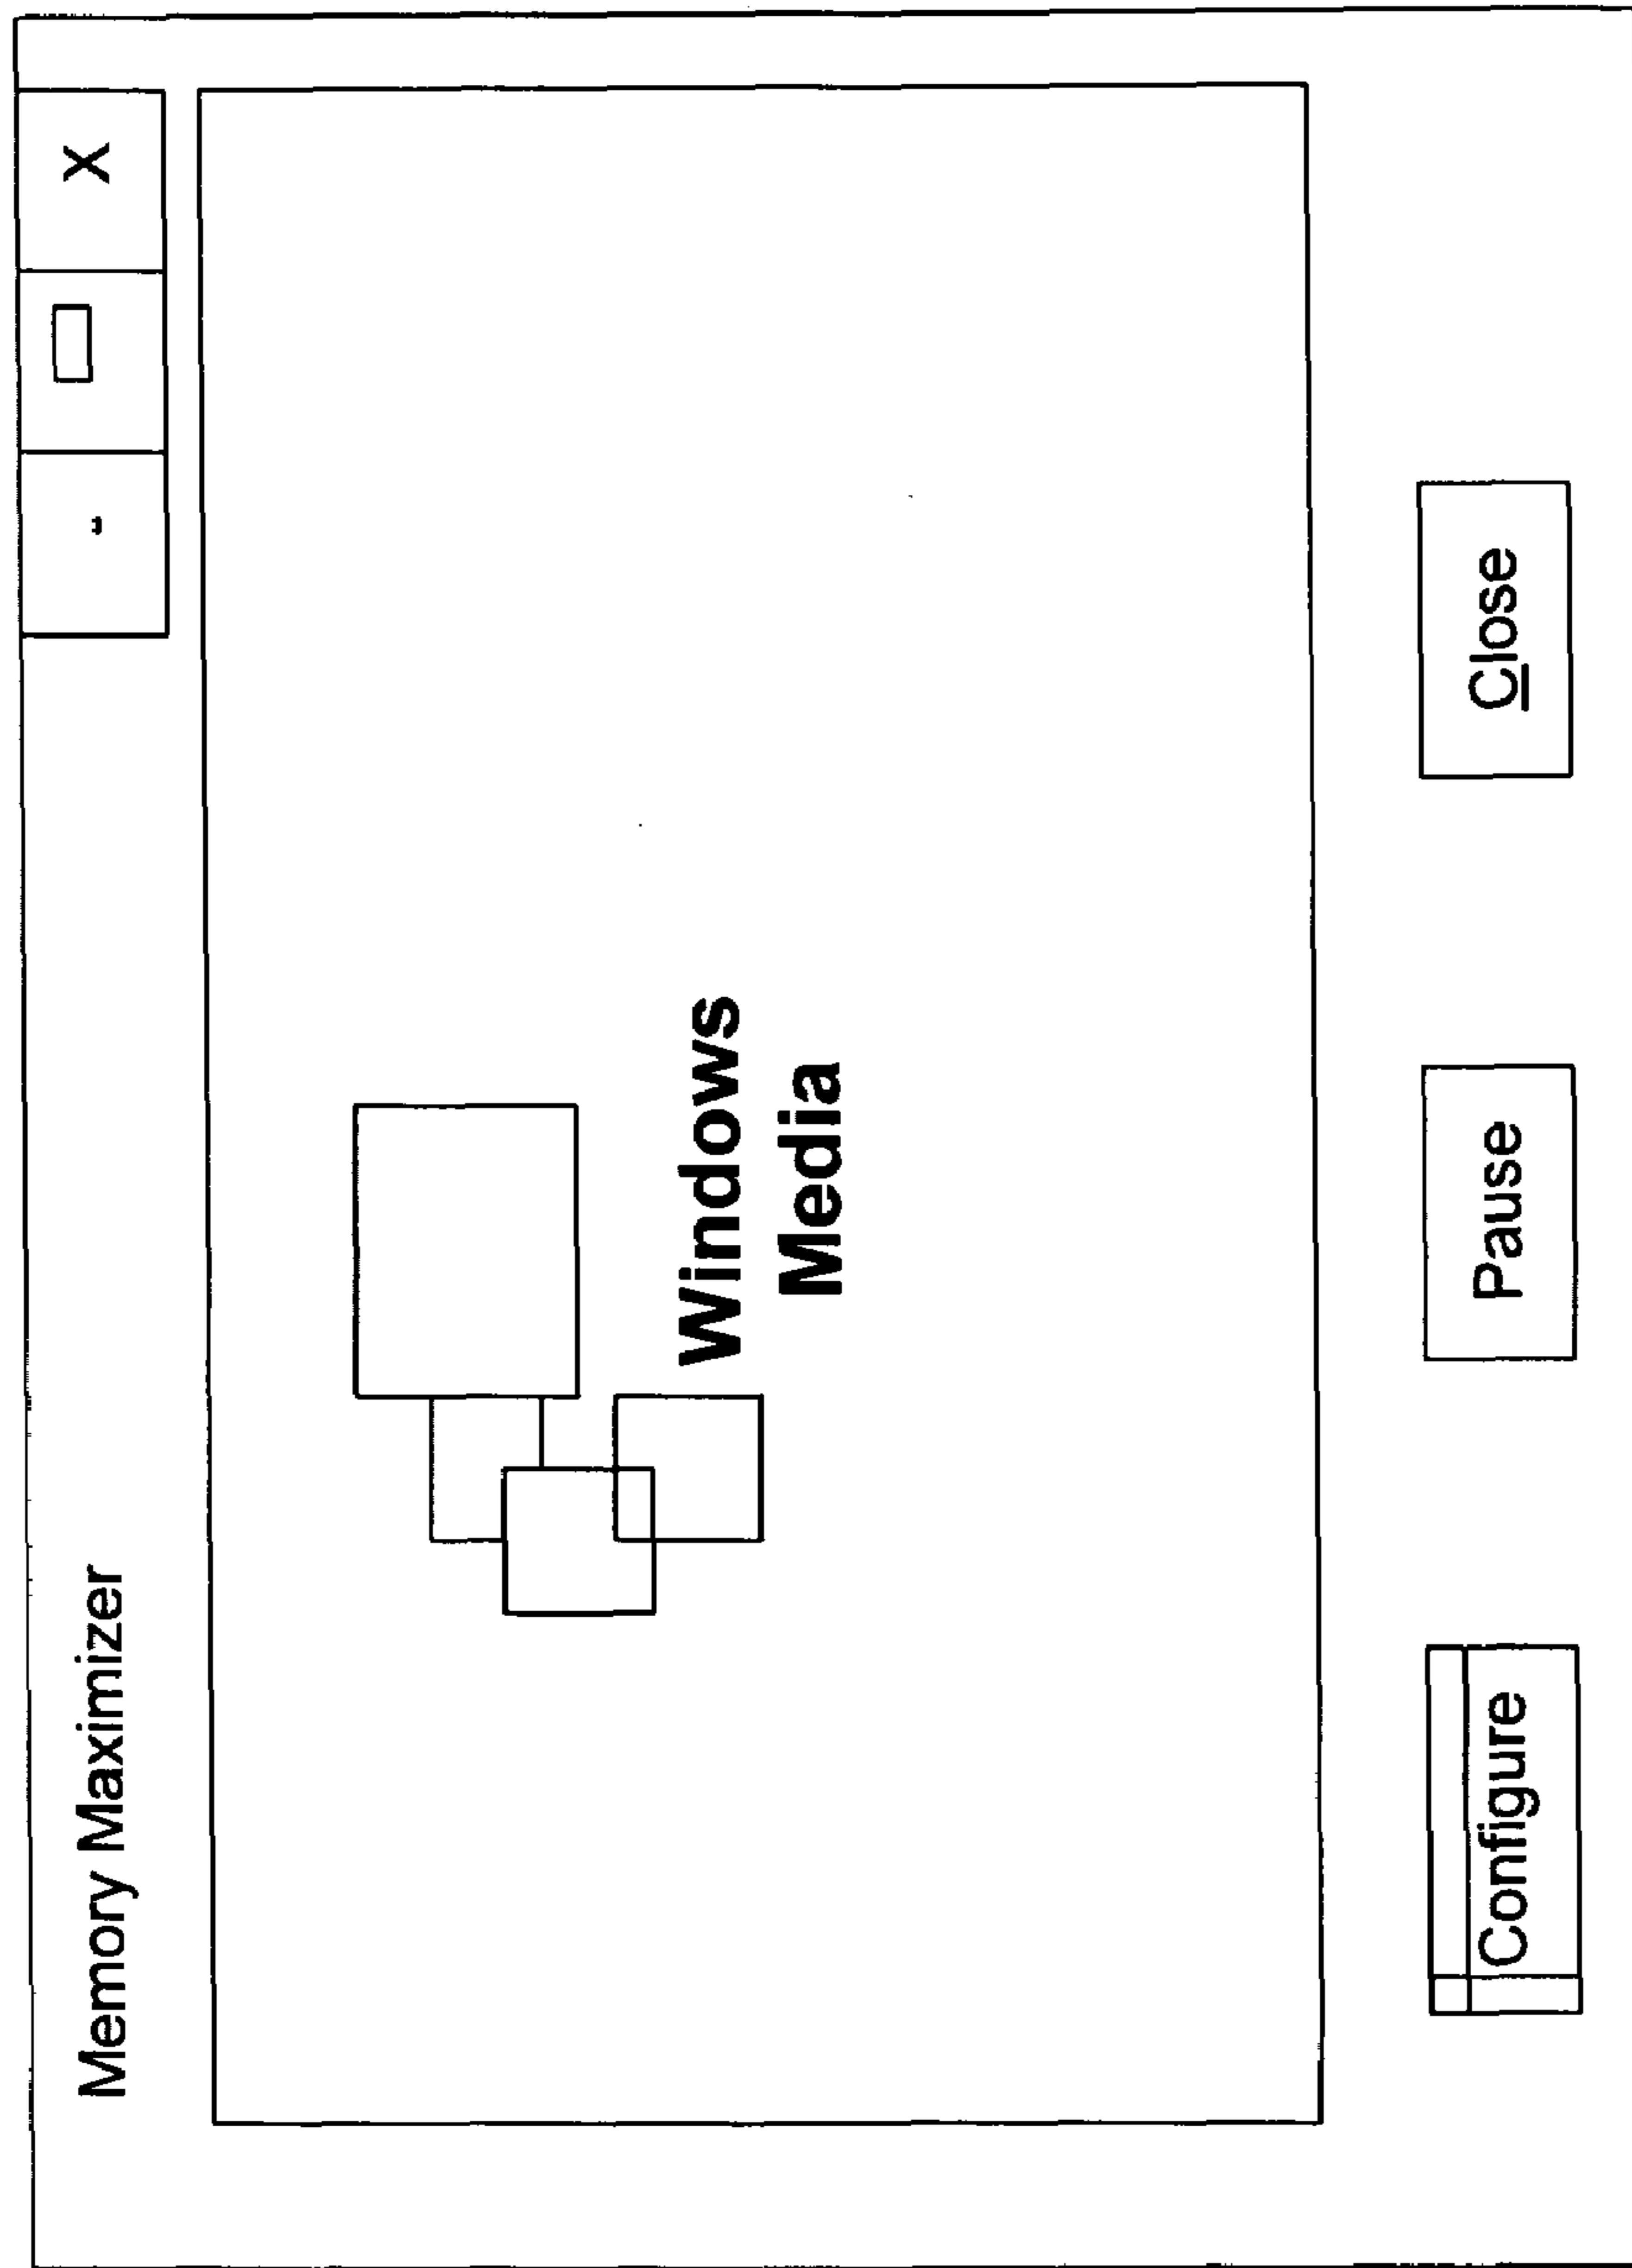 Memory Maximizer
X
Windows
Media
Configure
Pause
Close